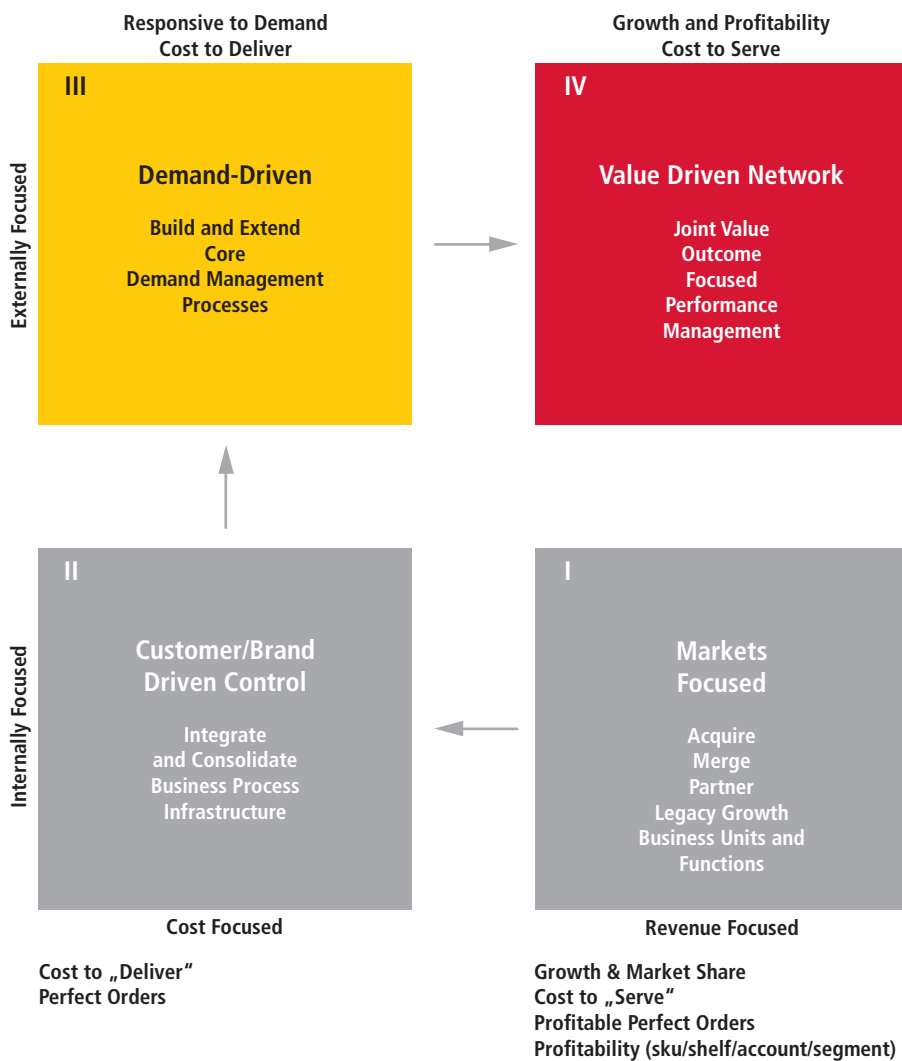 Responsive to Demand
Cost to Deliver
Growth and Profitability
Cost to Serve
Externally Focused
III
Demand-Driven
Build and Extend
Core
Demand Management
Processes
IV
Value Driven Network
Joint Value
Outcome
Focused
Performance
Management
Internally Focused
II
Customer/Brand
Driven Control
Integrate
and Consolidate
Business Process
Infrastructure
I
Markets
Focused
Acquire
Merge
Partner
Legacy Growth
Business Units and
Functions
Cost Focused
Revenue Focused
Cost to „Deliver“
Perfect Orders
Growth & Market Share
Cost to „Serve“
Profitable Perfect Orders
Profitability (sku/shelf/account/segment)